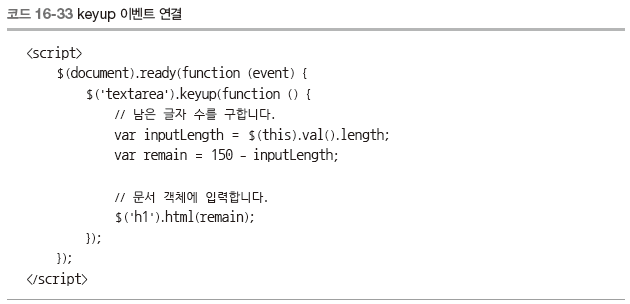 코드 16-33 keyup 이벤트 연결
<script>
    $(document).ready(function (event) {
        $('textarea').keyup(function () {
            // 남은 글자 수를 구합니다.
            var inputLength = $(this).val().length;
            var remain = 150 - inputLength;

            // 문서 객체에 입력합니다.
            $('h1').html(remain);
        });
    });
</script>